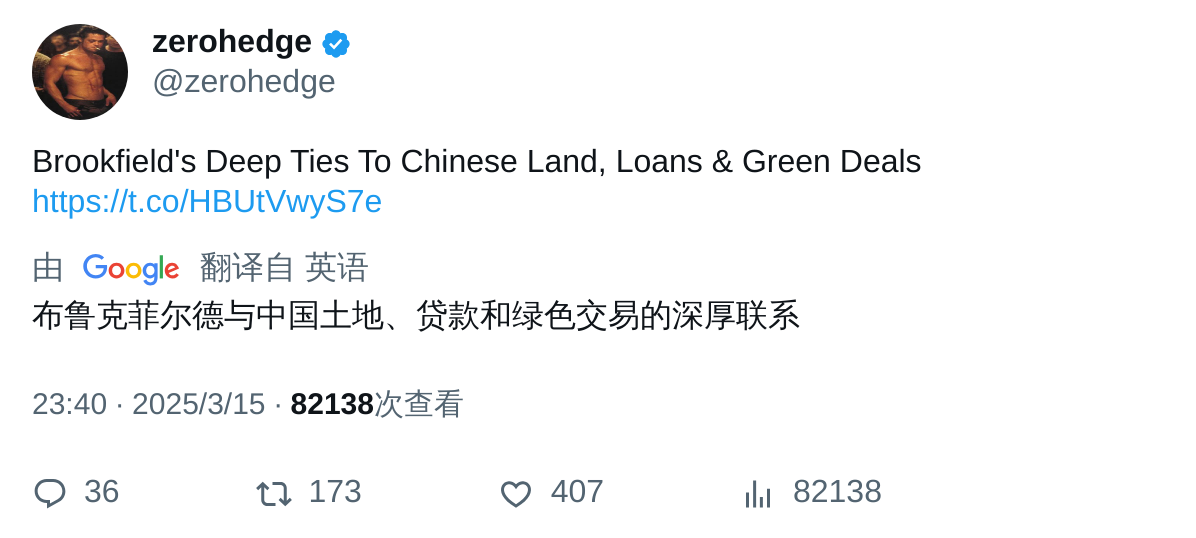 zerohedge
@zerohedge
Brookfield's Deep Ties To Chinese Land, Loans & Green Deals
https://t.co/HBUtVwyS7e
由 Google 翻译自 英语
布鲁克菲尔德与中国土地、贷款和绿色交易的深厚联系
23:40 · 2025/3/15 · 82138次查看
36 173 407 82138